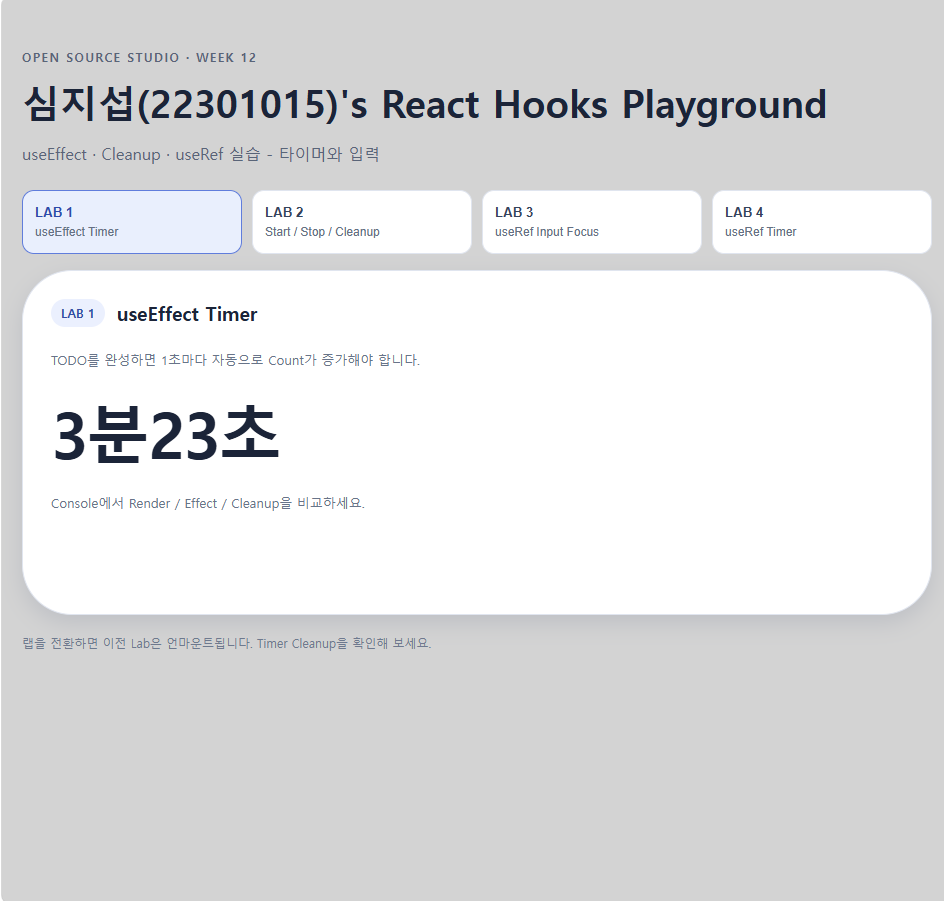 OPEN SOURCE STUDIO · WEEK 12
심지섭(22301015)'s React Hooks Playground
useEffect · Cleanup · useRef 실습 - 타이머와 입력
LAB 1
useEffect Timer
LAB 2
Start / Stop / Cleanup
LAB 3
useRef Input Focus
LAB 4
useRef Timer
LAB 1 useEffect Timer
TODO를 완성하면 1초마다 자동으로 Count가 증가해야 합니다.
3분23초
Console에서 Render / Effect / Cleanup을 비교하세요.
랩을 전환하면 이전 Lab은 언마운트됩니다. Timer Cleanup을 확인해 보세요.